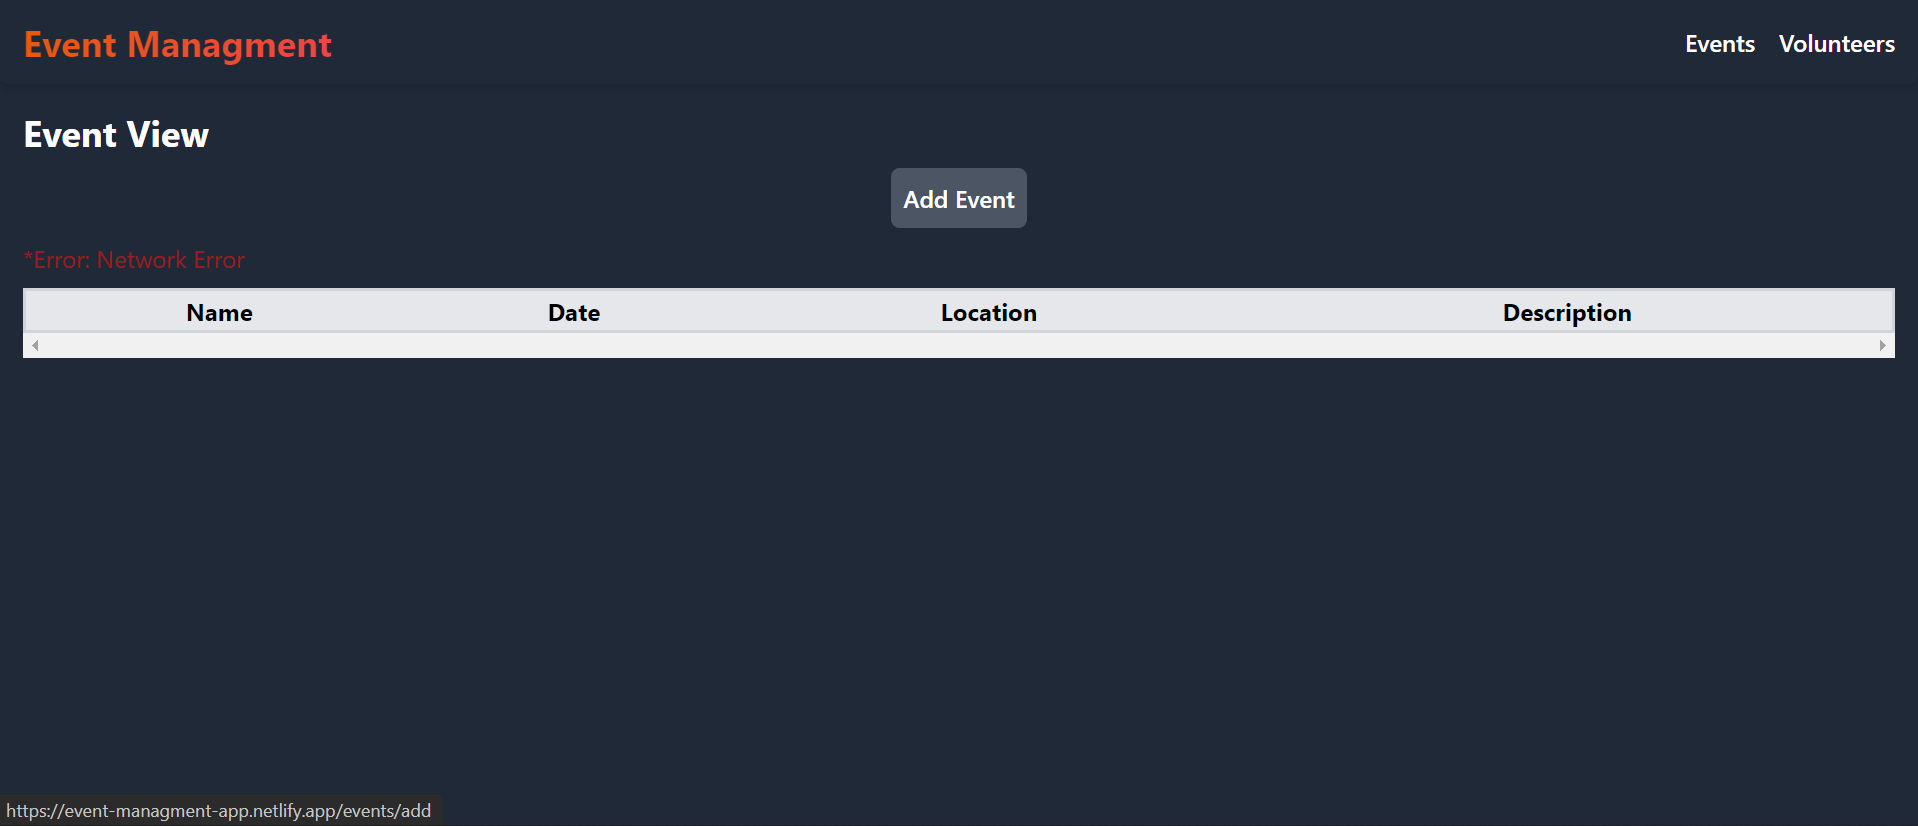 Event Managment
Events Volunteers
Event View
Add Event
*Error: Network Error
Name Date Location Description
https://event-managment-app.netlify.app/events/add